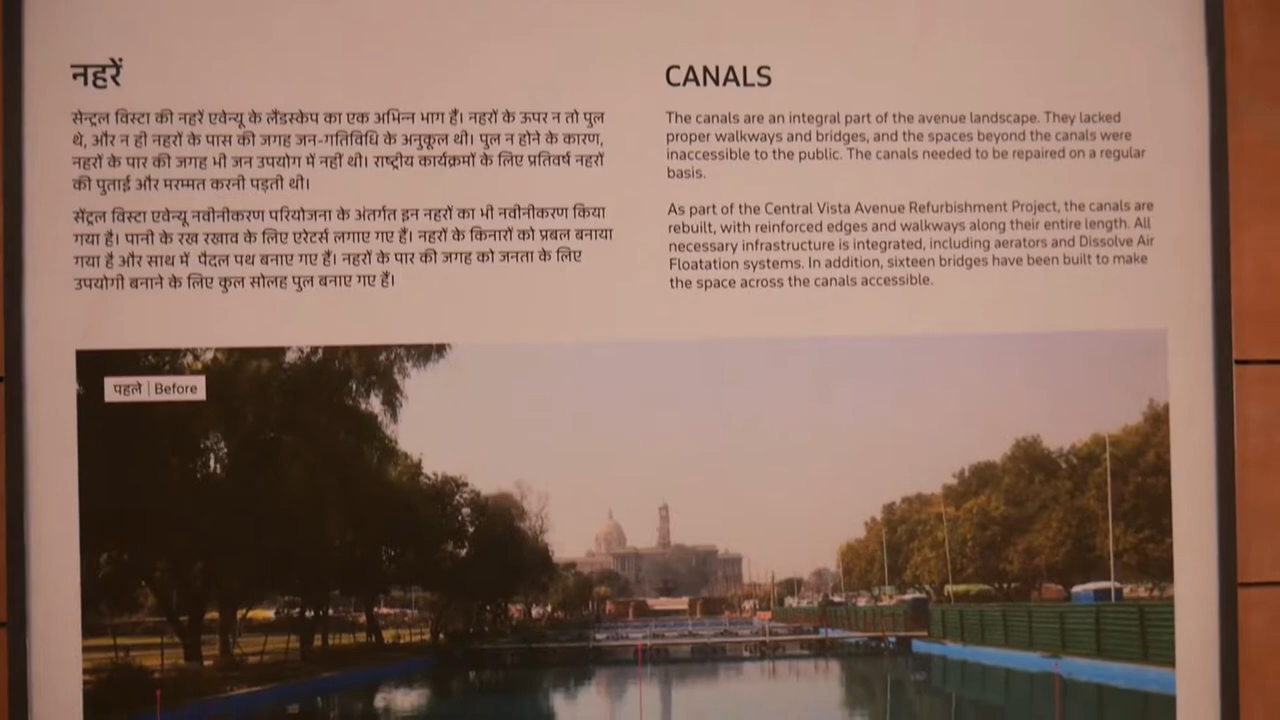 नहरें
सेन्ट्रल विस्टा की नहरें एवेन्यू के लैंडस्केप का एक अभिन्न भाग हैं। नहरों के ऊपर न तो पुल
थे, और न ही नहरों के पास की जगह जन-गतिविधि के अनुकूल थी। पुल न होने के कारण,
नहरों के पार की जगह भी जन उपयोग में नहीं थी। राष्ट्रीय कार्यक्रमों के लिए प्रतिवर्ष नहरों
की पुताई और मरम्मत करनी पड़ती थी।
सेंट्रल विस्टा एवेन्यू नवीनीकरण परियोजना के अंतर्गत इन नहरों का भी नवीनीकरण किया
गया है। पानी के रख रखाव के लिए एरेटर्स लगाए गए हैं। नहरों के किनारों को प्रबल बनाया
गया है और साथ में पैदल पथ बनाए गए हैं। नहरों के पार की जगह को जनता के लिए
उपयोगी बनाने के लिए कुल सोलह पुल बनाए गए हैं।
CANALS
The canals are an integral part of the avenue landscape. They lacked
proper walkways and bridges, and the spaces beyond the canals were
inaccessible to the public. The canals needed to be repaired on a regular
basis.
As part of the Central Vista Avenue Refurbishment Project, the canals are
rebuilt, with reinforced edges and walkways along their entire length. All
necessary infrastructure is integrated, including aerators and Dissolve Air
Floatation systems. In addition, sixteen bridges have been built to make
the space across the canals accessible.
पहले | Before